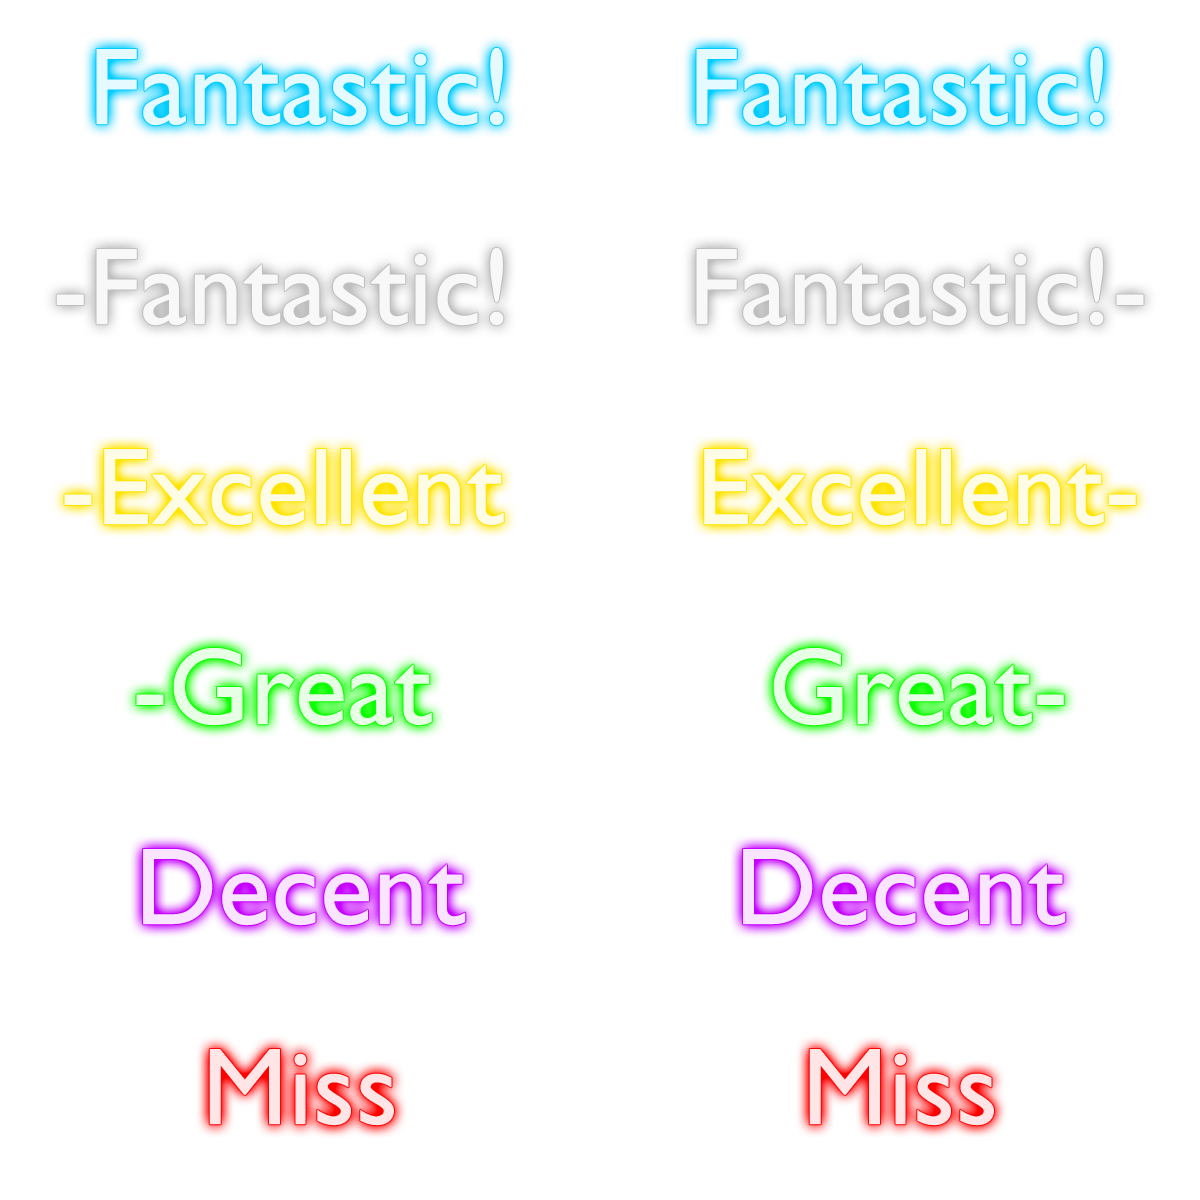 Fantastic! Fantastic!
-Fantastic! Fantastic!-
-Excellent Excellent-
-Great Great-
Decent Decent
Miss Miss